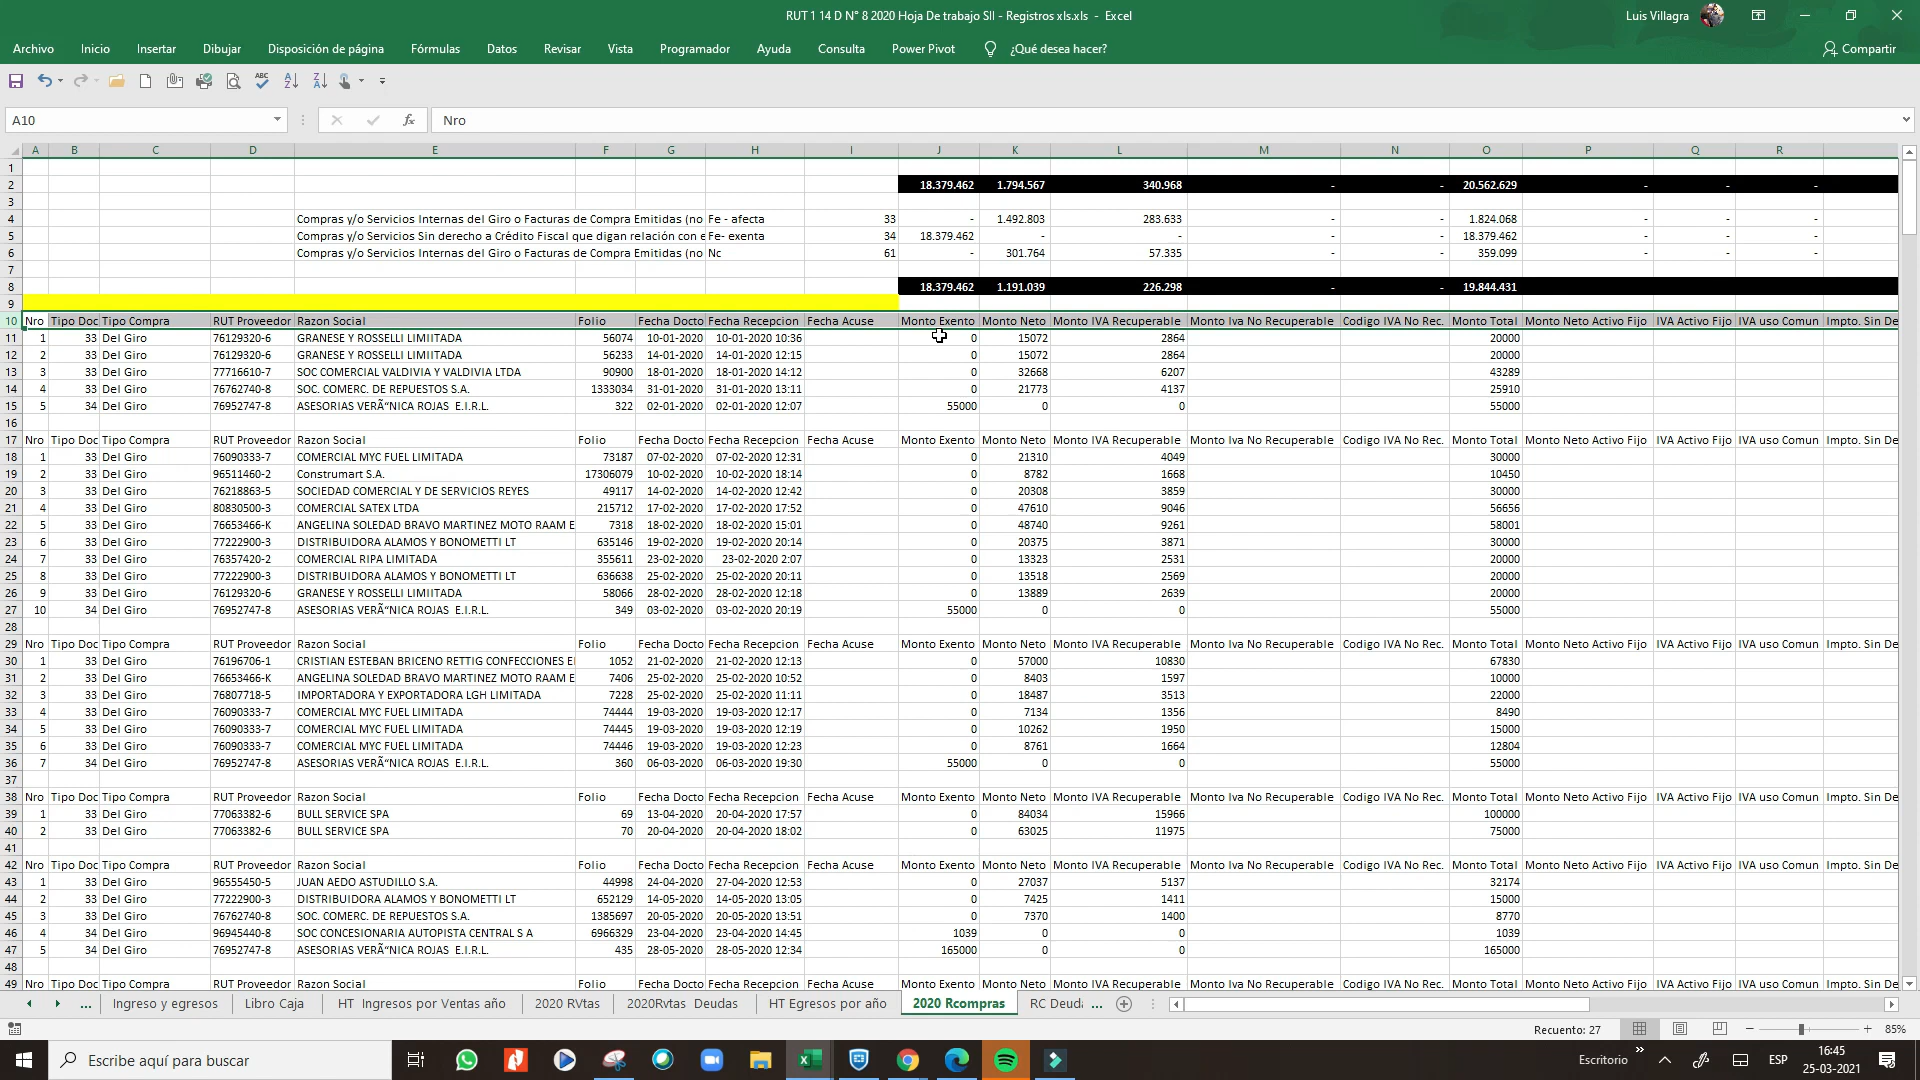 RUT 1 14 D N° 8 2020 Hoja De trabajo SII - Registros xls.xls - Excel
Luis Villagra
Archivo Inicio Insertar Dibujar Disposición de página Fórmulas Datos Revisar Vista Programador Ayuda Consulta Power Pivot ¿Qué desea hacer? Compartir
A10 fx Nro
A B C D E F G H I J K L M N O P Q R
1
2 18.379.462 1.794.567 340.968 - - 20.562.629 - - -
3
4 Compras y/o Servicios Internas del Giro o Facturas de Compra Emitidas (no Fe - afecta 33 - 1.492.803 283.633 - - 1.824.068 - - -
5 Compras y/o Servicios Sin derecho a Crédito Fiscal que digan relación con e Fe- exenta 34 18.379.462 - - - - 18.379.462 - - -
6 Compras y/o Servicios Internas del Giro o Facturas de Compra Emitidas (no Nc 61 - 301.764 57.335 - - 359.099 - - -
7
8 18.379.462 1.191.039 226.298 - - 19.844.431
9
10 Nro Tipo Doc Tipo Compra RUT Proveedor Razon Social Folio Fecha Docto Fecha Recepcion Fecha Acuse Monto Exento Monto Neto Monto IVA Recuperable Monto Iva No Recuperable Codigo IVA No Rec. Monto Total Monto Neto Activo Fijo IVA Activo Fijo IVA uso Comun Impto. Sin De
11 1 33 Del Giro 76129320-6 GRANESE Y ROSSELLI LIMIITADA 56074 10-01-2020 10-01-2020 10:36 0 15072 2864 20000
12 2 33 Del Giro 76129320-6 GRANESE Y ROSSELLI LIMIITADA 56233 14-01-2020 14-01-2020 12:15 0 15072 2864 20000
13 3 33 Del Giro 77716610-7 SOC COMERCIAL VALDIVIA Y VALDIVIA LTDA 90900 18-01-2020 18-01-2020 14:12 0 32668 6207 43289
14 4 33 Del Giro 76762740-8 SOC. COMERC. DE REPUESTOS S.A. 1333034 31-01-2020 31-01-2020 13:11 0 21773 4137 25910
15 5 34 Del Giro 76952747-8 ASESORIAS VERÃ“NICA ROJAS E.I.R.L. 322 02-01-2020 02-01-2020 12:07 55000 0 0 55000
16
17 Nro Tipo Doc Tipo Compra RUT Proveedor Razon Social Folio Fecha Docto Fecha Recepcion Fecha Acuse Monto Exento Monto Neto Monto IVA Recuperable Monto Iva No Recuperable Codigo IVA No Rec. Monto Total Monto Neto Activo Fijo IVA Activo Fijo IVA uso Comun Impto. Sin De
18 1 33 Del Giro 76090333-7 COMERCIAL MYC FUEL LIMITADA 73187 07-02-2020 07-02-2020 12:31 0 21310 4049 30000
19 2 33 Del Giro 96511460-2 Construmart S.A. 17306079 10-02-2020 10-02-2020 18:14 0 8782 1668 10450
20 3 33 Del Giro 76218863-5 SOCIEDAD COMERCIAL Y DE SERVICIOS REYES 49117 14-02-2020 14-02-2020 12:42 0 20308 3859 30000
21 4 33 Del Giro 80830500-3 COMERCIAL SATEX LTDA 215712 17-02-2020 17-02-2020 17:52 0 47610 9046 56656
22 5 33 Del Giro 76653466-K ANGELINA SOLEDAD BRAVO MARTINEZ MOTO RAAM E 7318 18-02-2020 18-02-2020 15:01 0 48740 9261 58001
23 6 33 Del Giro 77222900-3 DISTRIBUIDORA ALAMOS Y BONOMETTI LT 635146 19-02-2020 19-02-2020 20:14 0 20375 3871 30000
24 7 33 Del Giro 76357420-2 COMERCIAL RIPA LIMITADA 355611 23-02-2020 23-02-2020 2:07 0 13323 2531 20000
25 8 33 Del Giro 77222900-3 DISTRIBUIDORA ALAMOS Y BONOMETTI LT 636638 25-02-2020 25-02-2020 20:11 0 13518 2569 20000
26 9 33 Del Giro 76129320-6 GRANESE Y ROSSELLI LIMIITADA 58066 28-02-2020 28-02-2020 12:18 0 13889 2639 20000
27 10 34 Del Giro 76952747-8 ASESORIAS VERÃ“NICA ROJAS E.I.R.L. 349 03-02-2020 03-02-2020 20:19 55000 0 0 55000
28
29 Nro Tipo Doc Tipo Compra RUT Proveedor Razon Social Folio Fecha Docto Fecha Recepcion Fecha Acuse Monto Exento Monto Neto Monto IVA Recuperable Monto Iva No Recuperable Codigo IVA No Rec. Monto Total Monto Neto Activo Fijo IVA Activo Fijo IVA uso Comun Impto. Sin De
30 1 33 Del Giro 76196706-1 CRISTIAN ESTEBAN BRICENO RETTIG CONFECCIONES E 1052 21-02-2020 21-02-2020 12:13 0 57000 10830 67830
31 2 33 Del Giro 76653466-K ANGELINA SOLEDAD BRAVO MARTINEZ MOTO RAAM E 7406 25-02-2020 25-02-2020 10:52 0 8403 1597 10000
32 3 33 Del Giro 76807718-5 IMPORTADORA Y EXPORTADORA LGH LIMITADA 7228 25-02-2020 25-02-2020 11:11 0 18487 3513 22000
33 4 33 Del Giro 76090333-7 COMERCIAL MYC FUEL LIMITADA 74444 19-03-2020 19-03-2020 12:17 0 7134 1356 8490
34 5 33 Del Giro 76090333-7 COMERCIAL MYC FUEL LIMITADA 74445 19-03-2020 19-03-2020 12:19 0 10262 1950 15000
35 6 33 Del Giro 76090333-7 COMERCIAL MYC FUEL LIMITADA 74446 19-03-2020 19-03-2020 12:23 0 8761 1664 12804
36 7 34 Del Giro 76952747-8 ASESORIAS VERÃ“NICA ROJAS E.I.R.L. 360 06-03-2020 06-03-2020 19:30 55000 0 0 55000
37
38 Nro Tipo Doc Tipo Compra RUT Proveedor Razon Social Folio Fecha Docto Fecha Recepcion Fecha Acuse Monto Exento Monto Neto Monto IVA Recuperable Monto Iva No Recuperable Codigo IVA No Rec. Monto Total Monto Neto Activo Fijo IVA Activo Fijo IVA uso Comun Impto. Sin De
39 1 33 Del Giro 77063382-6 BULL SERVICE SPA 69 13-04-2020 20-04-2020 17:57 0 84034 15966 100000
40 2 33 Del Giro 77063382-6 BULL SERVICE SPA 70 20-04-2020 20-04-2020 18:02 0 63025 11975 75000
41
42 Nro Tipo Doc Tipo Compra RUT Proveedor Razon Social Folio Fecha Docto Fecha Recepcion Fecha Acuse Monto Exento Monto Neto Monto IVA Recuperable Monto Iva No Recuperable Codigo IVA No Rec. Monto Total Monto Neto Activo Fijo IVA Activo Fijo IVA uso Comun Impto. Sin De
43 1 33 Del Giro 96555450-5 JUAN AEDO ASTUDILLO S.A. 44998 24-04-2020 27-04-2020 12:53 0 27037 5137 32174
44 2 33 Del Giro 77222900-3 DISTRIBUIDORA ALAMOS Y BONOMETTI LT 652129 14-05-2020 14-05-2020 13:05 0 7425 1411 15000
45 3 33 Del Giro 76762740-8 SOC. COMERC. DE REPUESTOS S.A. 1385697 20-05-2020 20-05-2020 13:51 0 7370 1400 8770
46 4 34 Del Giro 96945440-8 SOC CONCESIONARIA AUTOPISTA CENTRAL S A 6966329 23-04-2020 23-04-2020 14:45 1039 0 0 1039
47 5 34 Del Giro 76952747-8 ASESORIAS VERÃ“NICA ROJAS E.I.R.L. 435 28-05-2020 28-05-2020 12:34 165000 0 0 165000
48
49 Nro Tipo Doc Tipo Compra RUT Proveedor Razon Social Folio Fecha Docto Fecha Recepcion Fecha Acuse Monto Exento Monto Neto Monto IVA Recuperable Monto Iva No Recuperable Codigo IVA No Rec. Monto Total Monto Neto Activo Fijo IVA Activo Fijo IVA uso Comun Impto. Sin De
... Ingreso y egresos Libro Caja HT Ingresos por Ventas año 2020 RVtas 2020Rvtas Deudas HT Egresos por año 2020 Rcompras RC Deuda ...
Recuento: 27 85%
Escribe aquí para buscar Escritorio » ESP 16:45
25-03-2021